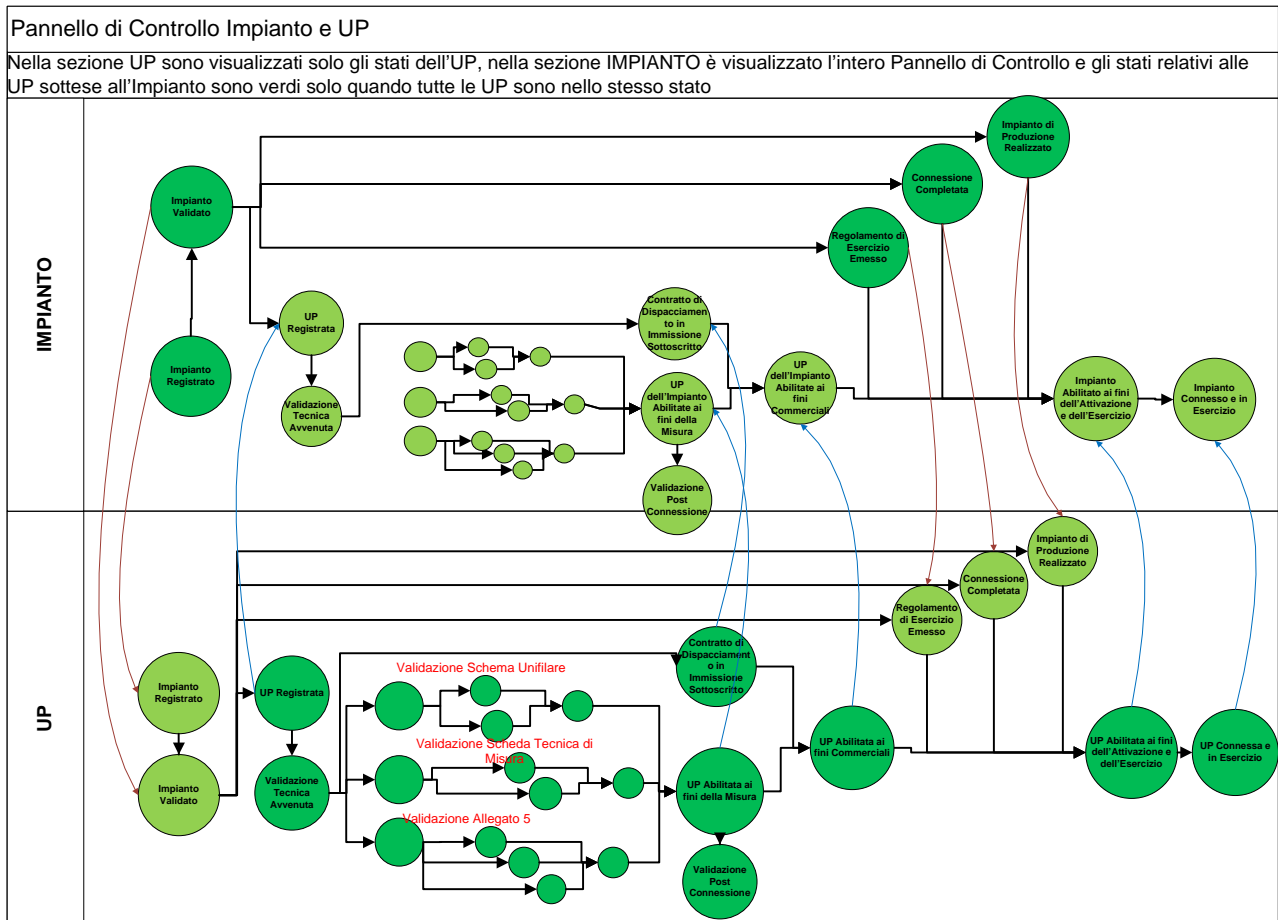 Pannello di Controllo Impianto e UP
Nella sezione UP sono visualizzati solo gli stati dell'UP, nella sezione IMPIANTO è visualizzato l'intero Pannello di Controllo e gli stati relativi alle
UP sottese all'Impianto sono verdi solo quando tutte le UP sono nello stesso stato
IMPIANTO
Impianto di
Produzione
Realizzato
Connessione
Completata
Impianto
Validato
Regolamento di
Esercizio
Emesso
UP
Registrata
Contratto di
Dispacciame
nto in
Immissione
Sottoscritto
Impianto
Registrato
Validazione
Tecnica
Avvenuta
UP
dell'Impianto
Abilitate ai
fini della
Misura
UP
dell'Impianto
Abilitate ai
fini
Commerciali
Impianto
Abilitato ai fini
dell'Attivazione
e dell'Esercizio
Impianto
Connesso e in
Esercizio
Validazione
Post
Connessione
UP
Impianto di
Produzione
Realizzato
Connessione
Completata
Regolamento
di Esercizio
Emesso
Impianto
Registrato
UP Registrata
Contratto di
Dispacciament
o in
Immissione
Sottoscritto
Validazione Schema Unifilare
Validazione Scheda Tecnica di
Misura
Validazione Allegato 5
Impianto
Validato
Validazione
Tecnica
Avvenuta
UP Abilitata ai
fini della Misura
UP Abilitata ai
fini Commerciali
UP Abilitata ai fini
dell'Attivazione e
dell'Esercizio
UP Connessa e
in Esercizio
Validazione
Post
Connessione